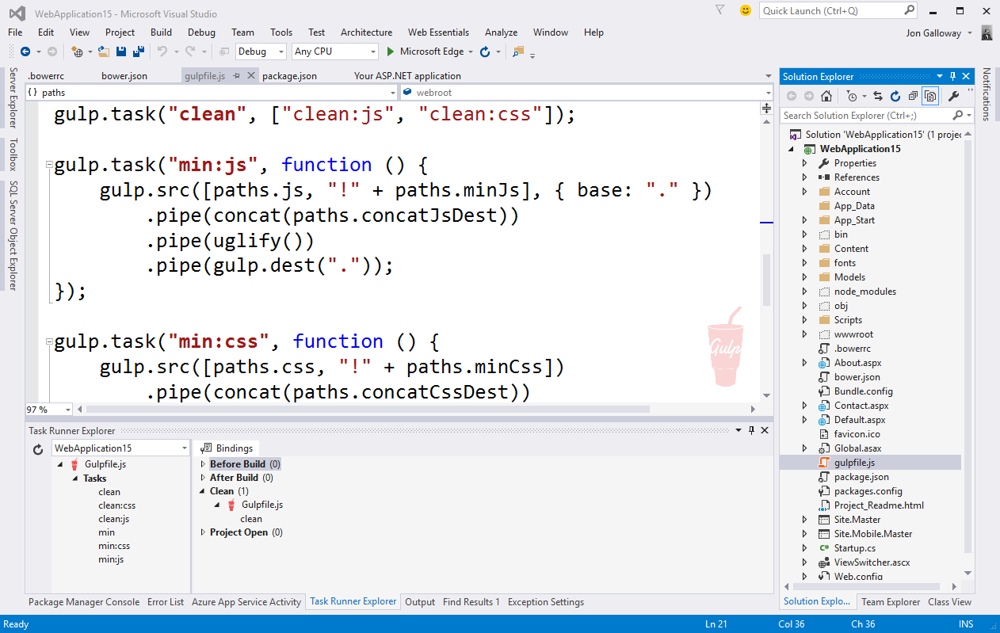 WebApplication15 - Microsoft Visual Studio
Quick Launch (Ctrl+Q)
File Edit View Project Build Debug Team Tools Test Architecture Web Essentials Analyze Window Help
Jon Galloway
Debug Any CPU Microsoft Edge
Server Explorer
Toolbox
SQL Server Object Explorer
.bowerrc bower.json gulpfile.js package.json Your ASP.NET application
{ } paths webroot
gulp.task("clean", ["clean:js", "clean:css"]);
gulp.task("min:js", function () {
gulp.src([paths.js, "!" + paths.minJs], { base: "." })
.pipe(concat(paths.concatJsDest))
.pipe(uglify())
.pipe(gulp.dest("."));
});
gulp.task("min:css", function () {
gulp.src([paths.css, "!" + paths.minCss])
.pipe(concat(paths.concatCssDest))
Gulp
97 %
Task Runner Explorer
WebApplication15
Gulpfile.js
Tasks
clean
clean:css
clean:js
min
min:css
min:js
Bindings
Before Build (0)
After Build (0)
Clean (1)
Gulpfile.js
clean
Project Open (0)
Package Manager Console Error List Azure App Service Activity Task Runner Explorer Output Find Results 1 Exception Settings
Solution Explorer
Search Solution Explorer (Ctrl+;)
Solution 'WebApplication15' (1 projec
WebApplication15
Properties
References
Account
App_Data
App_Start
bin
Content
fonts
Models
node_modules
obj
Scripts
wwwroot
.bowerrc
About.aspx
bower.json
Bundle.config
Contact.aspx
Default.aspx
favicon.ico
Global.asax
gulpfile.js
package.json
packages.config
Project_Readme.html
Site.Master
Site.Mobile.Master
Startup.cs
ViewSwitcher.ascx
Web.config
Solution Explo... Team Explorer Class View
Notifications
Ready Ln 21 Col 36 Ch 36 INS